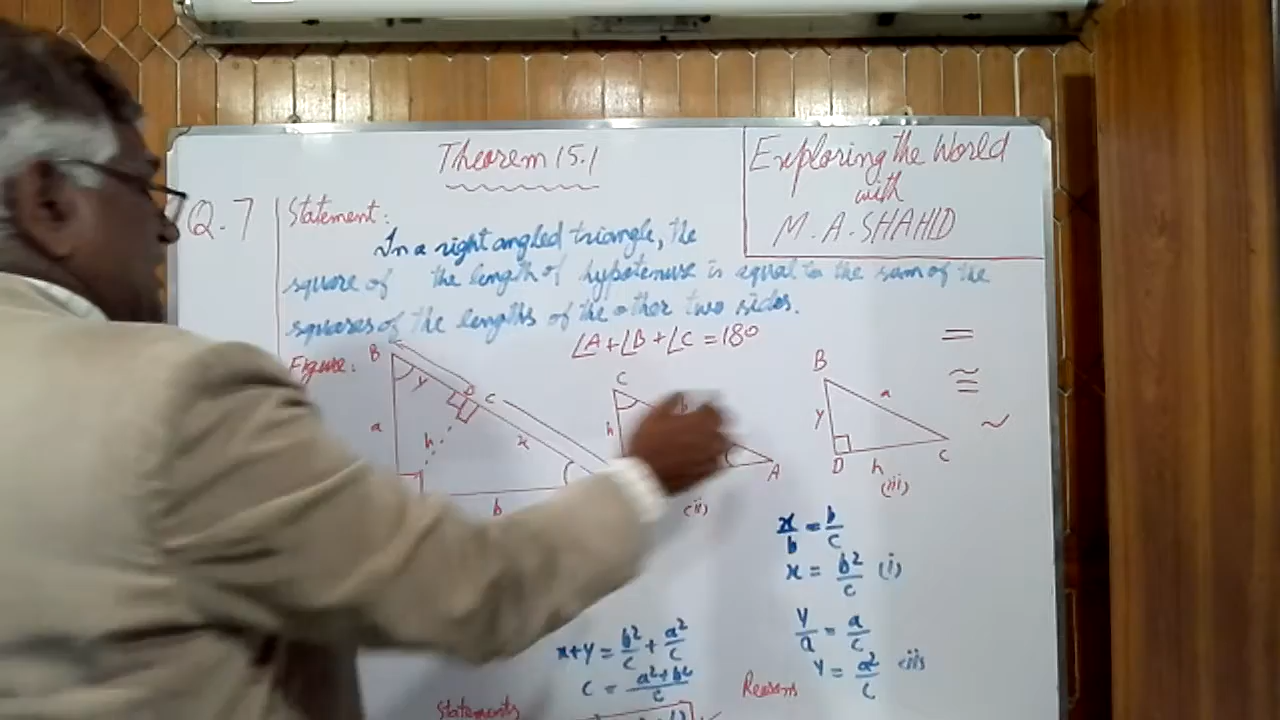 Theorem 15.1
Exploring the World
with
M. A. SHAHID
Q. 7
Statement:
In a right angled triangle, the
square of the length of hypotenuse is equal to the sum of the
squares of the lengths of the other two sides.
∠A+∠B+∠C=180
Figure:
B
y
D
c
a
h
x
b
C
h
b
A
(ii)
B
a
y
D
h
C
(iii)
=
≅
~
x/b = b/c
x = b²/c (i)
y/a = a/c
y = a²/c (ii)
x+y = b²/c + a²/c
c = a²+b²/c
Statements
Reasons